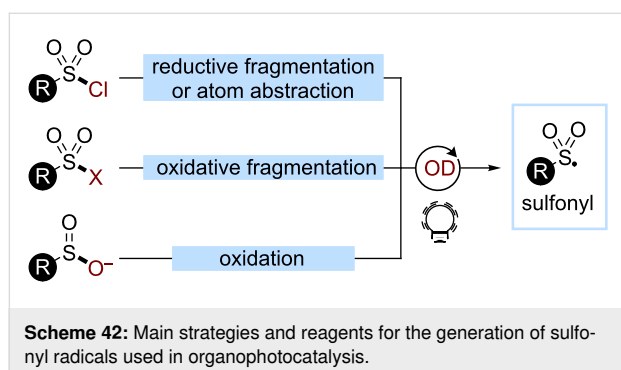 O O
R S Cl
reductive fragmentation
or atom abstraction
O O
R S X
oxidative fragmentation
OD
O O
R S•
sulfonyl
O
R S O−
oxidation
Scheme 42: Main strategies and reagents for the generation of sulfo-
nyl radicals used in organophotocatalysis.